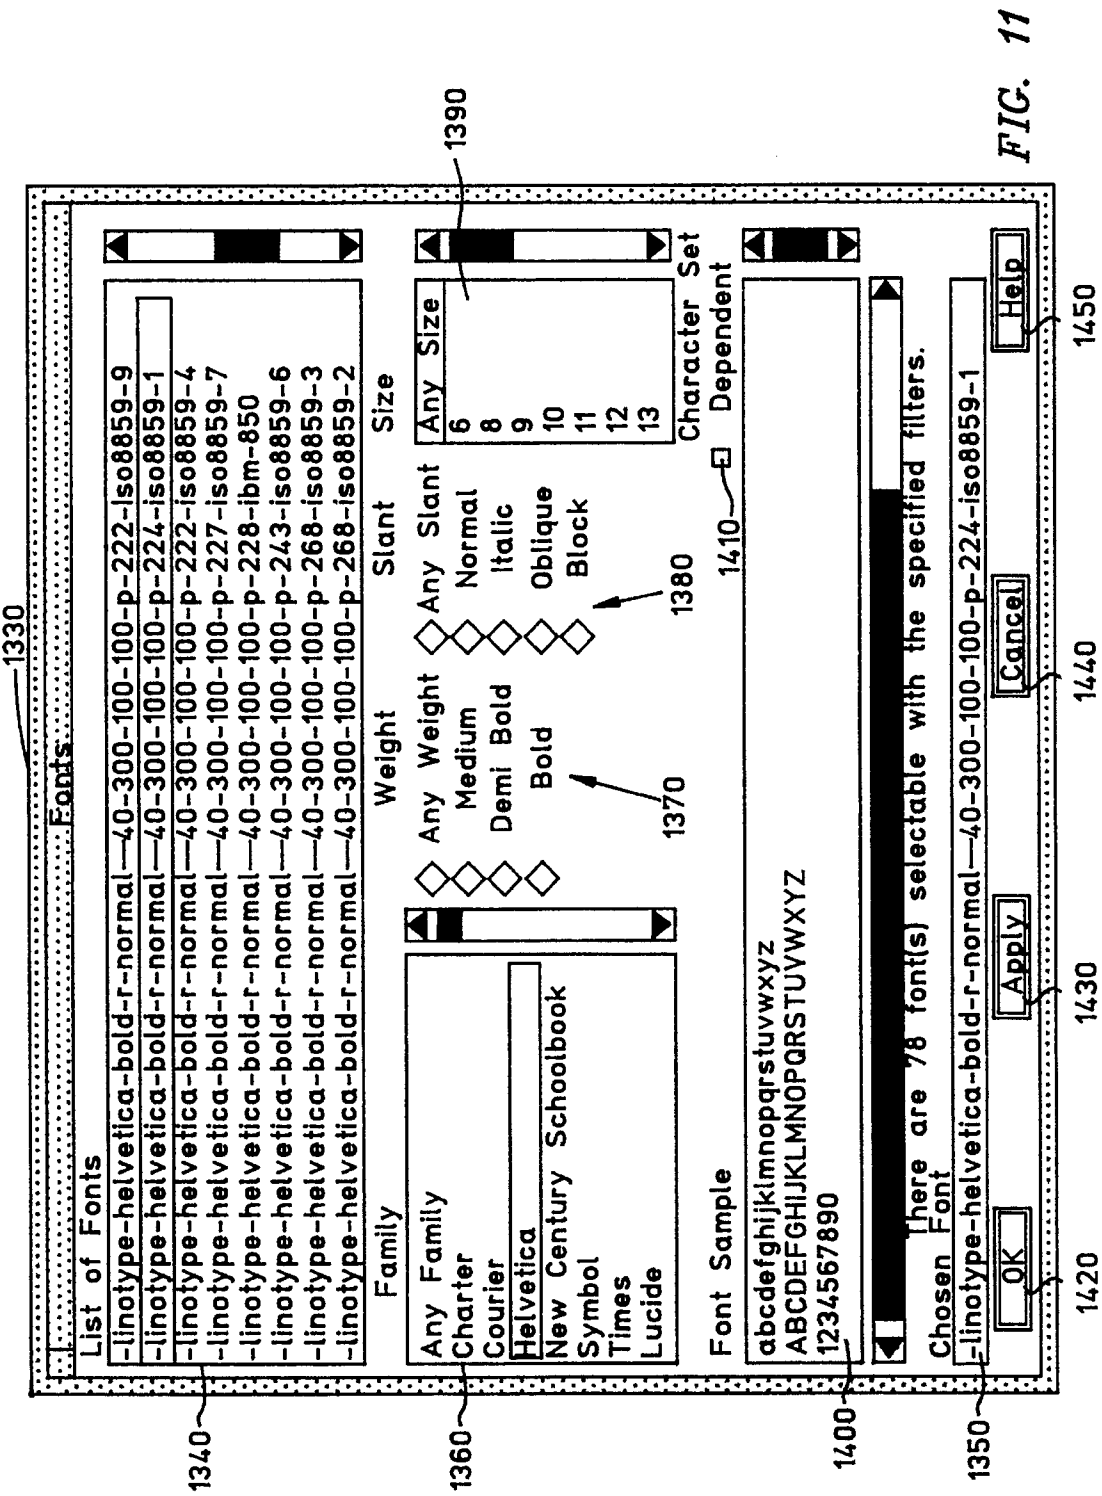 1330
Fonts
List of Fonts
-linotype-helvetica-bold-r-normal--40-300-100-100-p-222-iso8859-9
-linotype-helvetica-bold-r-normal--40-300-100-100-p-224-iso8859-1
-linotype-helvetica-bold-r-normal--40-300-100-100-p-222-iso8859-4
-linotype-helvetica-bold-r-normal--40-300-100-100-p-227-iso8859-7
-linotype-helvetica-bold-r-normal--40-300-100-100-p-228-ibm-850
-linotype-helvetica-bold-r-normal--40-300-100-100-p-243-iso8859-6
-linotype-helvetica-bold-r-normal--40-300-100-100-p-268-iso8859-3
-linotype-helvetica-bold-r-normal--40-300-100-100-p-268-iso8859-2
1340
Family
Weight
Slant
Size
Any Family
Charter
Courier
Helvetica
New Century Schoolbook
Symbol
Times
Lucide
1360
Any Weight
Medium
Demi Bold
Bold
1370
Any Slant
Normal
Italic
Oblique
Block
1380
Any Size
6
8
9
10
11
12
13
1390
Character Set
Dependent
1410
Font Sample
abcdefghijklmnopqrstuvwxyz
ABCDEFGHIJKLMNOPQRSTUVWXYZ
1234567890
1400
There are 78 font(s) selectable with the specified filters.
Chosen Font
-linotype-helvetica-bold-r-normal--40-300-100-100-p-224-iso8859-1
1350
OK
Apply
Cancel
Help
1420
1430
1440
1450
FIG. 11